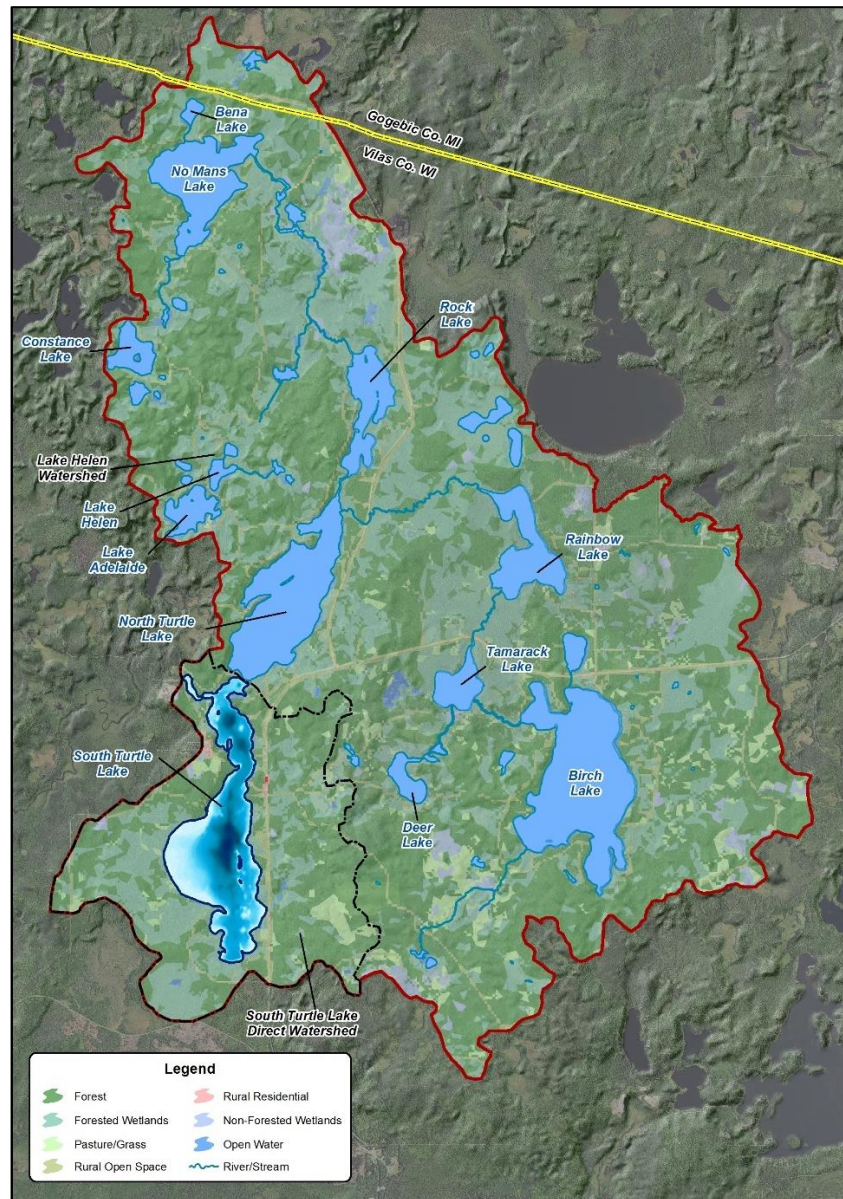 Bena
Lake
Gogebic Co. MI
Vilas Co. WI
No Mans
Lake
Rock
Lake
Constance
Lake
Lake Helen
Watershed
Lake
Helen
Lake
Adelaide
Rainbow
Lake
North Turtle
Lake
Tamarack
Lake
South Turtle
Lake
Birch
Lake
Deer
Lake
South Turtle Lake
Direct Watershed
Legend
Forest
Forested Wetlands
Pasture/Grass
Rural Open Space
Rural Residential
Non-Forested Wetlands
Open Water
River/Stream